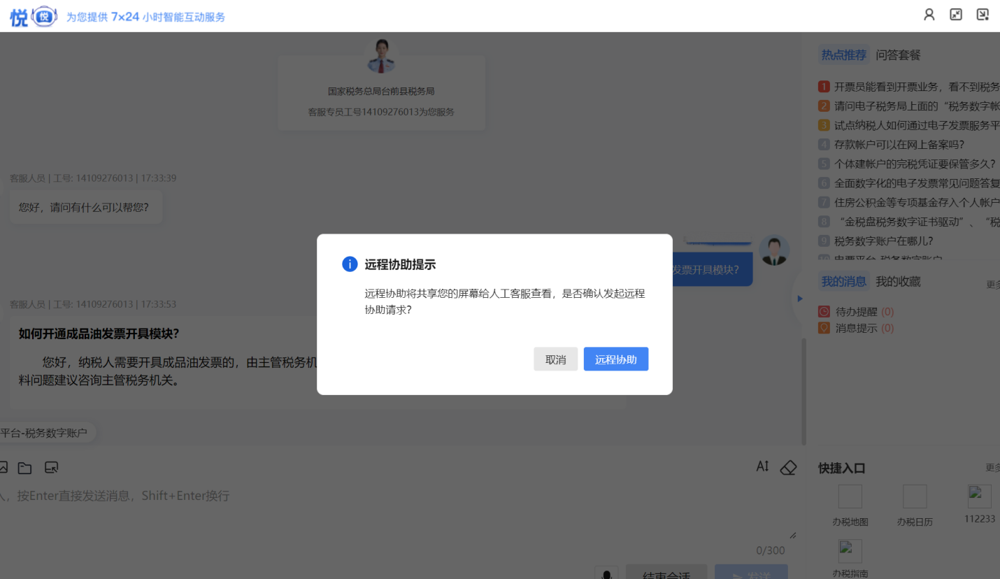 悦 悦 为您提供 7×24 小时智能互动服务
国家税务总局台前县税务局
客服专员工号14109276013为您服务
客服人员 | 工号: 14109276013 | 17:33:39
您好，请问有什么可以帮您?
发票开具模块?
客服人员 | 工号: 14109276013 | 17:33:53
如何开通成品油发票开具模块?
您好，纳税人需要开具成品油发票的，由主管税务机
料问题建议咨询主管税务机关。
平台-税务数字账户
远程协助提示
远程协助将共享您的屏幕给人工客服查看，是否确认发起远程
协助请求?
取消 远程协助
，按Enter直接发送消息，Shift+Enter换行
0/300
结束会话 发送
热点推荐 问答套餐
1 开票员能看到开票业务，看不到税务
2 请问电子税务局上面的“税务数字帐
3 试点纳税人如何通过电子发票服务平
4 存款帐户可以在网上备案吗?
5 个体建帐户的完税凭证要保管多久?
6 全面数字化的电子发票常见问题答复
7 住房公积金等专项基金存入个人帐户
8 “金税盘税务数字证书驱动”、“税
9 税务数字账户在哪儿?
10 电票平台-税务数字账户
我的消息 我的收藏 更多
待办提醒 (0)
消息提示 (0)
快捷入口 更多
办税地图 办税日历 112233
办税指南